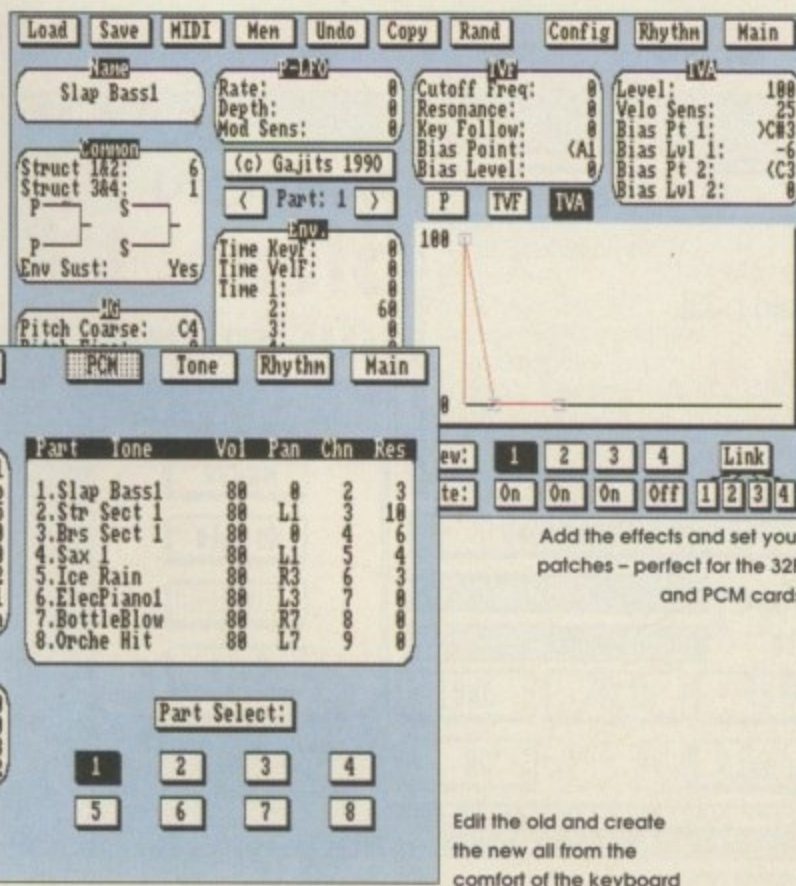 Load Save MIDI Mem Undo Copy Rand Config Rhythm Main
Name
Slap Bass1
Common
Struct 1&2: 6
Struct 3&4: 1
P S
P S
Env Sust: Yes
WG
Pitch Coarse: C4
P-LFO
Rate: 0
Depth: 0
Mod Sens: 0
(c) Gajits 1990
< Part: 1 >
Env.
Time KeyF: 0
Time VelF: 0
Time 1: 0
2: 60
3: 0
TVF
Cutoff Freq: 0
Resonance: 0
Key Follow: 0
Bias Point: <A1
Bias Level: 0
TVA
Level: 100
Velo Sens: 25
Bias Pt 1: >C#3
Bias Lvl 1: -6
Bias Pt 2: <C3
Bias Lvl 2: 0
P TVF TVA
100
0
ew: 1 2 3 4 Link
te: On On On Off 1 2 3 4
PCM Tone Rhythm Main
Part Tone Vol Pan Chn Res
1.Slap Bass1 80 0 2 3
2.Str Sect 1 80 L1 3 10
3.Brs Sect 1 80 0 4 6
4.Sax 1 80 L1 5 4
5.Ice Rain 80 R3 6 3
6.ElecPiano1 80 L3 7 0
7.BottleBlow 80 R7 8 0
8.Orche Hit 80 L7 9 0
Part Select:
1 2 3 4
5 6 7 8
Add the effects and set you
patches – perfect for the 32
and PCM cards
Edit the old and create
the new all from the
comfort of the keyboard